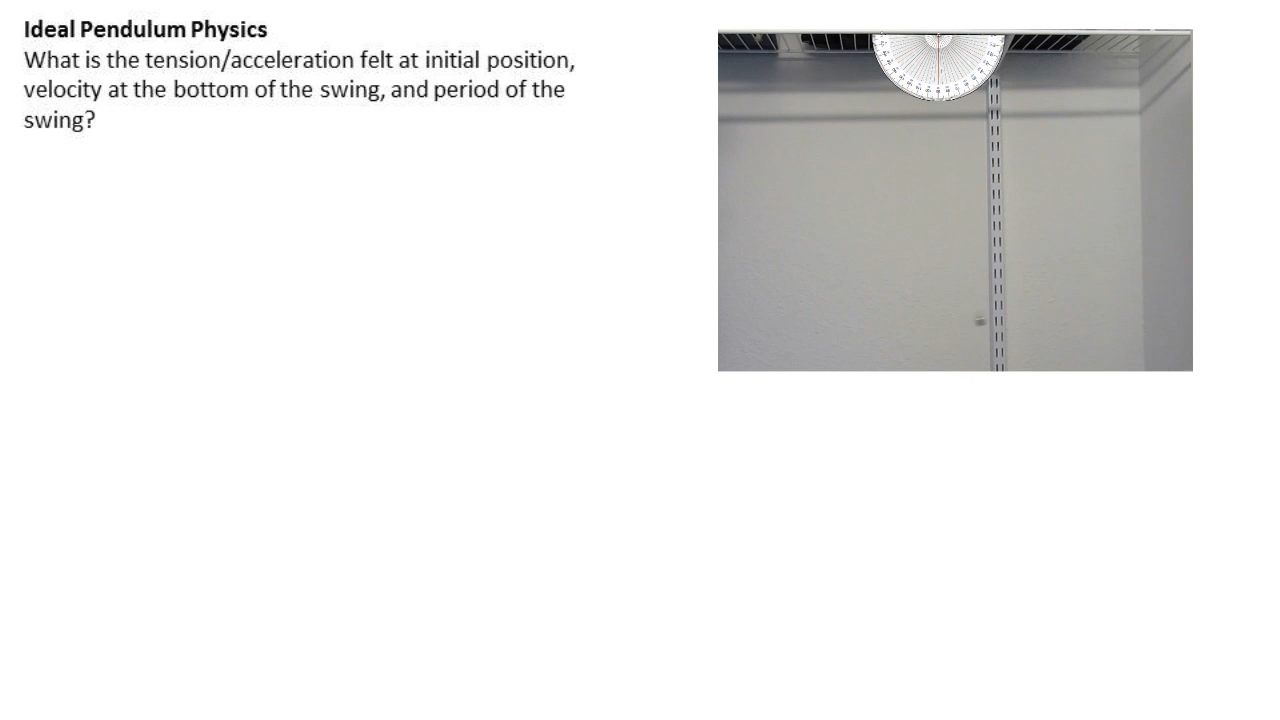 Ideal Pendulum Physics
What is the tension/acceleration felt at initial position,
velocity at the bottom of the swing, and period of the
swing?